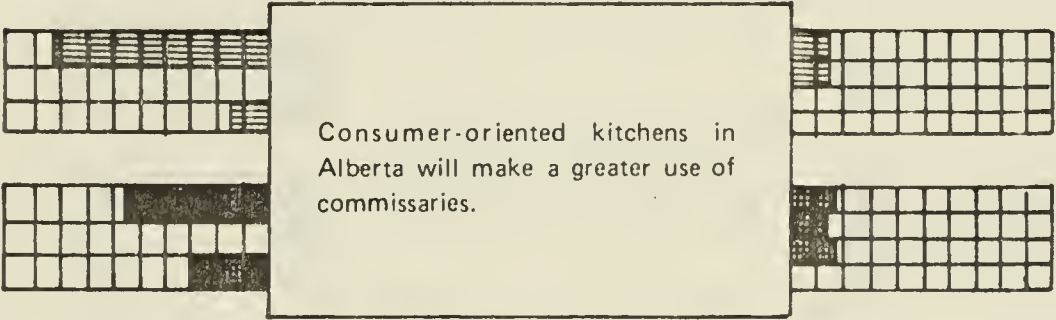 Consumer-oriented kitchens in
Alberta will make a greater use of
commissaries.